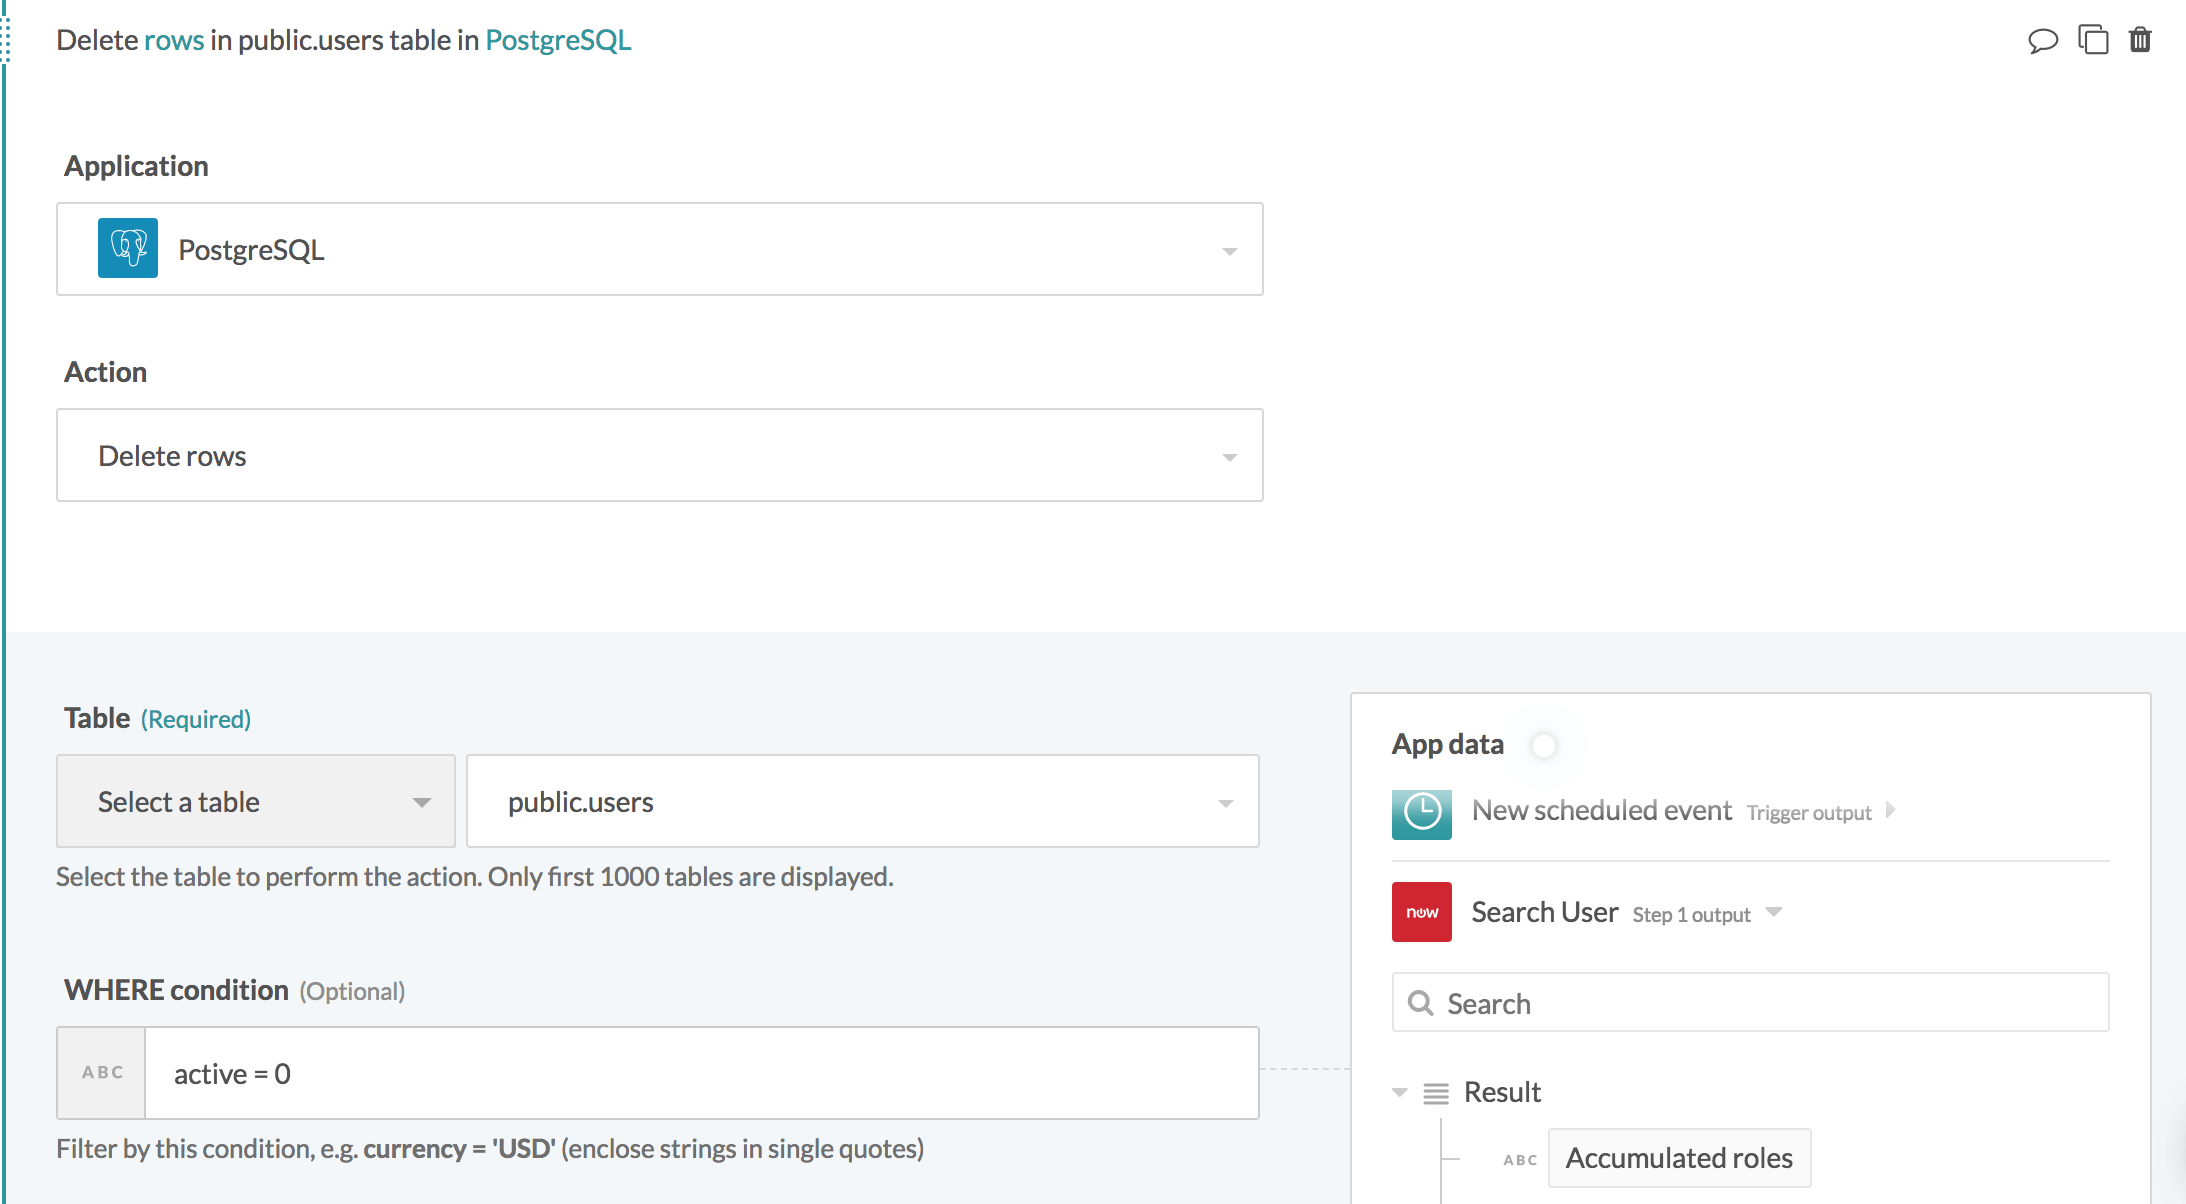 Delete rows in public.users table in PostgreSQL
Application
PostgreSQL
Action
Delete rows
Table (Required)
Select a table
public.users
Select the table to perform the action. Only first 1000 tables are displayed.
WHERE condition (Optional)
ABC
active = 0
Filter by this condition, e.g. currency = 'USD' (enclose strings in single quotes)
App data
New scheduled event Trigger output
now
Search User Step 1 output
Search
Result
ABC
Accumulated roles